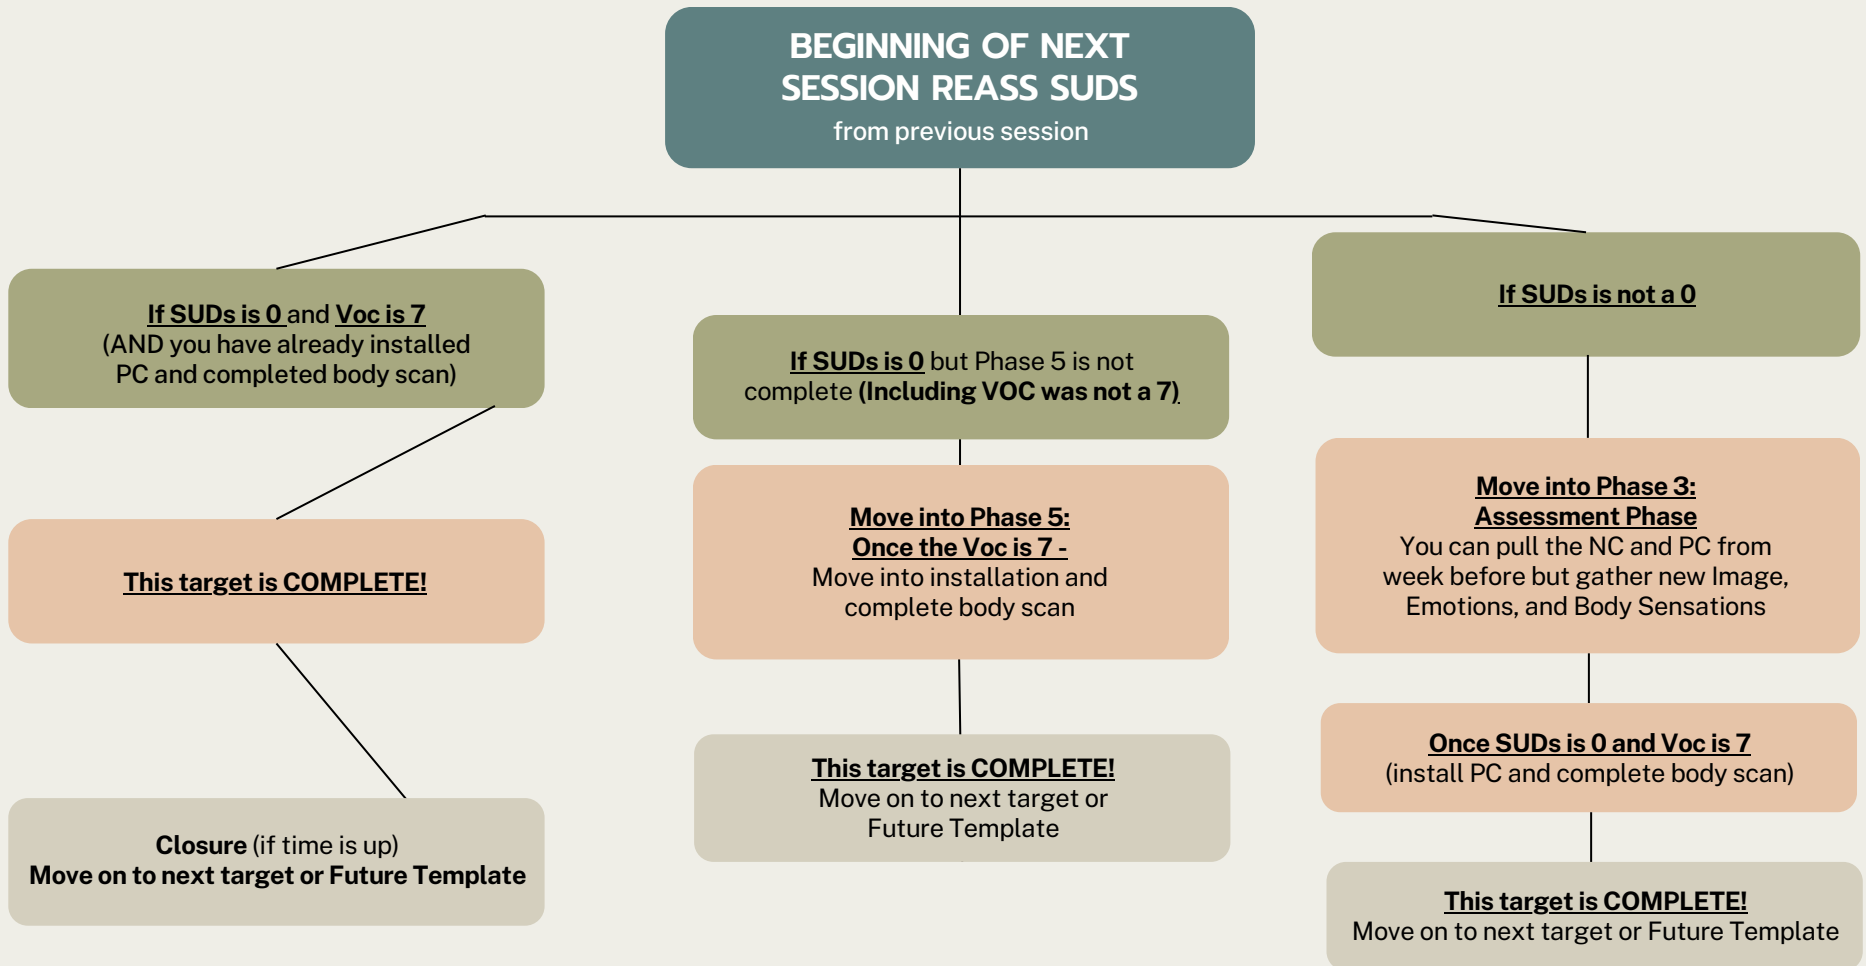 BEGINNING OF NEXT
SESSION REASS SUDS
from previous session
If SUDs is 0 and Voc is 7
(AND you have already installed
PC and completed body scan)
This target is COMPLETE!
Closure (if time is up)
Move on to next target or Future Template
If SUDs is 0 but Phase 5 is not
complete (Including VOC was not a 7)
Move into Phase 5:
Once the Voc is 7 -
Move into installation and
complete body scan
This target is COMPLETE!
Move on to next target or
Future Template
If SUDs is not a 0
Move into Phase 3:
Assessment Phase
You can pull the NC and PC from
week before but gather new Image,
Emotions, and Body Sensations
Once SUDs is 0 and Voc is 7
(install PC and complete body scan)
This target is COMPLETE!
Move on to next target or Future Template